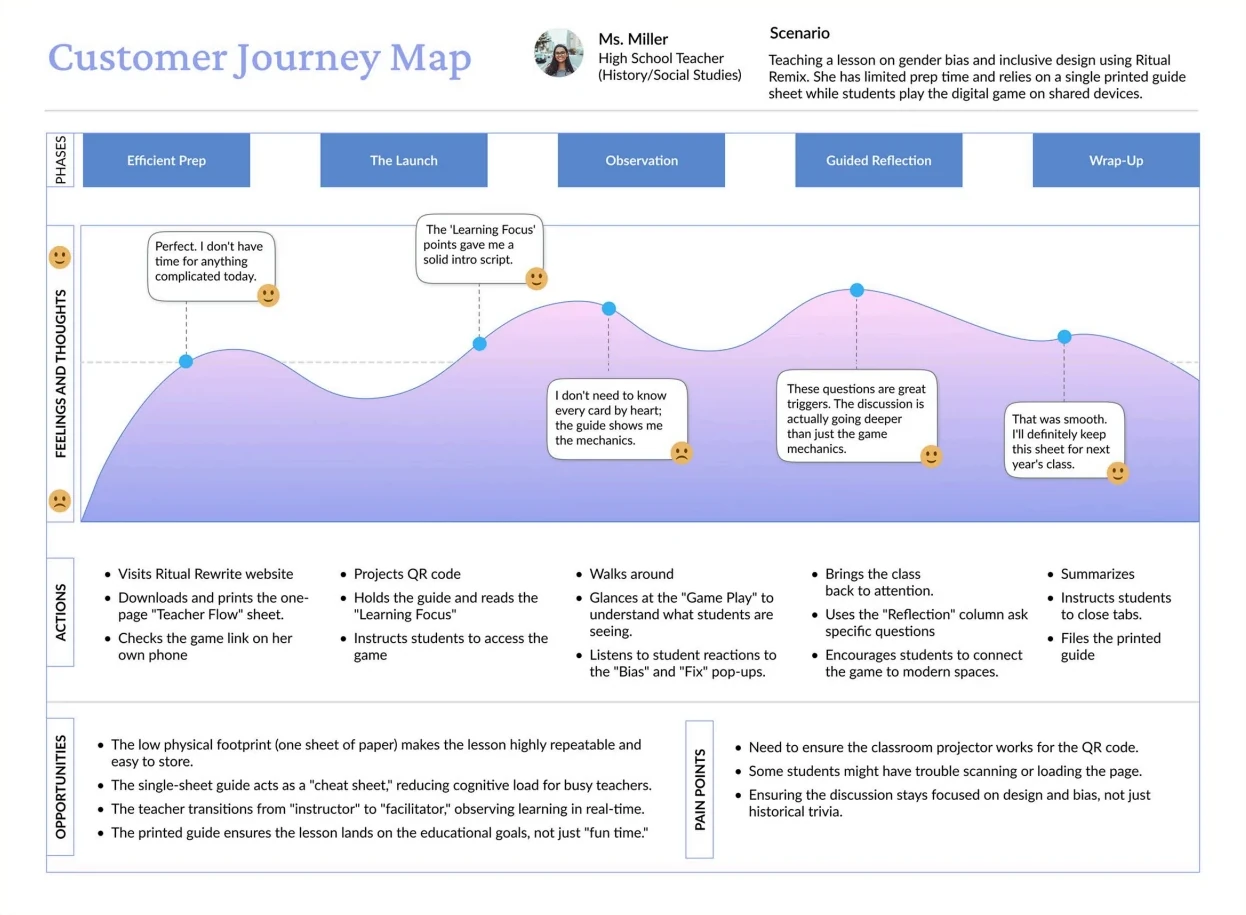 Customer Journey Map
Ms. Miller
High School Teacher
(History/Social Studies)
Scenario
Teaching a lesson on gender bias and inclusive design using Ritual
Remix. She has limited prep time and relies on a single printed guide
sheet while students play the digital game on shared devices.
PHASES
Efficient Prep
The Launch
Observation
Guided Reflection
Wrap-Up
FEELINGS AND THOUGHTS
Perfect. I don't have
time for anything
complicated today.
The 'Learning Focus'
points gave me a
solid intro script.
I don't need to know
every card by heart;
the guide shows me
the mechanics.
These questions are great
triggers. The discussion is
actually going deeper
than just the game
mechanics.
That was smooth.
I'll definitely keep
this sheet for next
year's class.
ACTIONS
• Visits Ritual Rewrite website
• Downloads and prints the one-
page "Teacher Flow" sheet.
• Checks the game link on her
own phone
• Projects QR code
• Holds the guide and reads the
"Learning Focus"
• Instructs students to access the
game
• Walks around
• Glances at the "Game Play" to
understand what students are
seeing.
• Listens to student reactions to
the "Bias" and "Fix" pop-ups.
• Brings the class
back to attention.
• Uses the "Reflection" column ask
specific questions
• Encourages students to connect
the game to modern spaces.
• Summarizes
• Instructs students
to close tabs.
• Files the printed
guide
OPPORTUNITIES
• The low physical footprint (one sheet of paper) makes the lesson highly repeatable and
easy to store.
• The single-sheet guide acts as a "cheat sheet," reducing cognitive load for busy teachers.
• The teacher transitions from "instructor" to "facilitator," observing learning in real-time.
• The printed guide ensures the lesson lands on the educational goals, not just "fun time."
PAIN POINTS
• Need to ensure the classroom projector works for the QR code.
• Some students might have trouble scanning or loading the page.
• Ensuring the discussion stays focused on design and bias, not just
historical trivia.